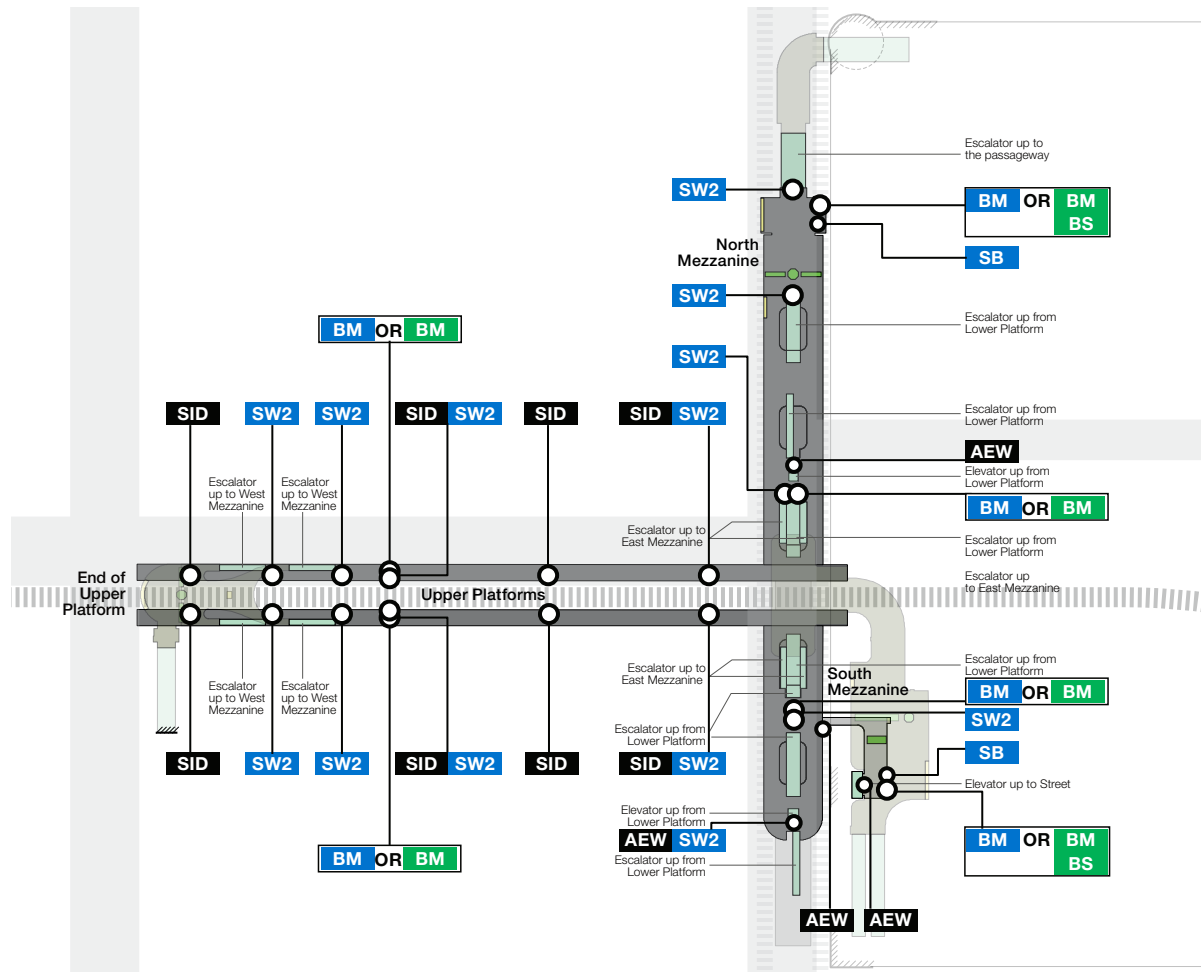 Escalator up to
the passageway
SW2
BM OR BM
BS
North
Mezzanine
SB
SW2
Escalator up from
Lower Platform
BM OR BM
SW2
SID
SW2
SW2
SID SW2
SID
SID SW2
Escalator up from
Lower Platform
AEW
Elevator up from
Lower Platform
Escalator
up to West
Mezzanine
Escalator
up to West
Mezzanine
BM OR BM
Escalator up to
East Mezzanine
Escalator up from
Lower Platform
End of
Upper
Platform
Upper Platforms
Escalator up
to East Mezzanine
Escalator up to
East Mezzanine
Escalator up from
Lower Platform
South
Mezzanine
Escalator
up to West
Mezzanine
Escalator
up to West
Mezzanine
BM OR BM
SW2
Escalator up from
Lower Platform
SB
SID
SW2
SW2
SID SW2
SID
SID SW2
Elevator up to Street
Elevator up from
Lower Platform
AEW SW2
BM OR BM
BS
BM OR BM
Escalator up from
Lower Platform
AEW
AEW